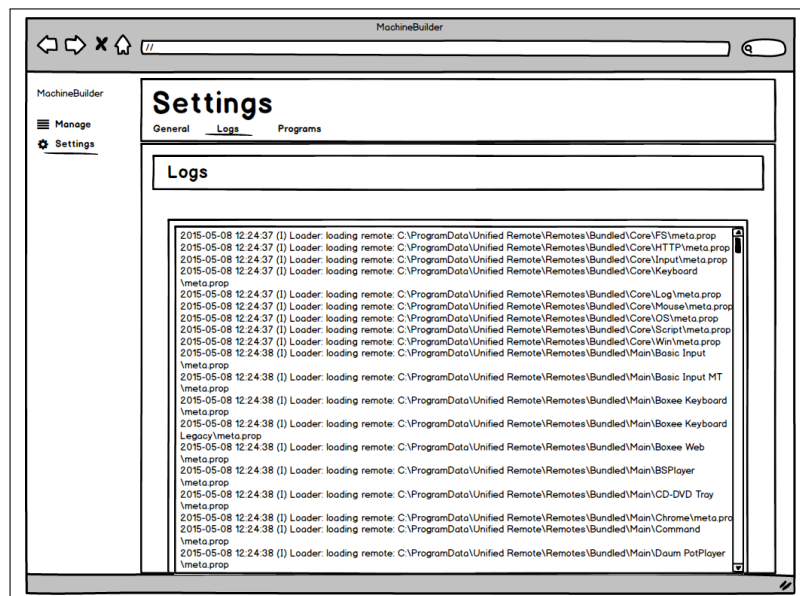 MachineBuilder
//
MachineBuilder
Manage
Settings
Settings
General Logs Programs
Logs
2015-05-08 12:24:37 (I) Loader: loading remote: C:\ProgramData\Unified Remote\Remotes\Bundled\Core\FS\meta.prop
2015-05-08 12:24:37 (I) Loader: loading remote: C:\ProgramData\Unified Remote\Remotes\Bundled\Core\HTTP\meta.prop
2015-05-08 12:24:37 (I) Loader: loading remote: C:\ProgramData\Unified Remote\Remotes\Bundled\Core\Input\meta.prop
2015-05-08 12:24:37 (I) Loader: loading remote: C:\ProgramData\Unified Remote\Remotes\Bundled\Core\Keyboard
\meta.prop
2015-05-08 12:24:37 (I) Loader: loading remote: C:\ProgramData\Unified Remote\Remotes\Bundled\Core\Log\meta.prop
2015-05-08 12:24:37 (I) Loader: loading remote: C:\ProgramData\Unified Remote\Remotes\Bundled\Core\Mouse\meta.prop
2015-05-08 12:24:37 (I) Loader: loading remote: C:\ProgramData\Unified Remote\Remotes\Bundled\Core\OS\meta.prop
2015-05-08 12:24:37 (I) Loader: loading remote: C:\ProgramData\Unified Remote\Remotes\Bundled\Core\Script\meta.prop
2015-05-08 12:24:37 (I) Loader: loading remote: C:\ProgramData\Unified Remote\Remotes\Bundled\Core\Win\meta.prop
2015-05-08 12:24:38 (I) Loader: loading remote: C:\ProgramData\Unified Remote\Remotes\Bundled\Main\Basic Input
\meta.prop
2015-05-08 12:24:38 (I) Loader: loading remote: C:\ProgramData\Unified Remote\Remotes\Bundled\Main\Basic Input MT
\meta.prop
2015-05-08 12:24:38 (I) Loader: loading remote: C:\ProgramData\Unified Remote\Remotes\Bundled\Main\Boxee Keyboard
\meta.prop
2015-05-08 12:24:38 (I) Loader: loading remote: C:\ProgramData\Unified Remote\Remotes\Bundled\Main\Boxee Keyboard
Legacy\meta.prop
2015-05-08 12:24:38 (I) Loader: loading remote: C:\ProgramData\Unified Remote\Remotes\Bundled\Main\Boxee Web
\meta.prop
2015-05-08 12:24:38 (I) Loader: loading remote: C:\ProgramData\Unified Remote\Remotes\Bundled\Main\BSPlayer
\meta.prop
2015-05-08 12:24:38 (I) Loader: loading remote: C:\ProgramData\Unified Remote\Remotes\Bundled\Main\CD-DVD Tray
\meta.prop
2015-05-08 12:24:38 (I) Loader: loading remote: C:\ProgramData\Unified Remote\Remotes\Bundled\Main\Chrome\meta.pro
2015-05-08 12:24:38 (I) Loader: loading remote: C:\ProgramData\Unified Remote\Remotes\Bundled\Main\Command
\meta.prop
2015-05-08 12:24:38 (I) Loader: loading remote: C:\ProgramData\Unified Remote\Remotes\Bundled\Main\Daum PotPlayer
\meta.prop